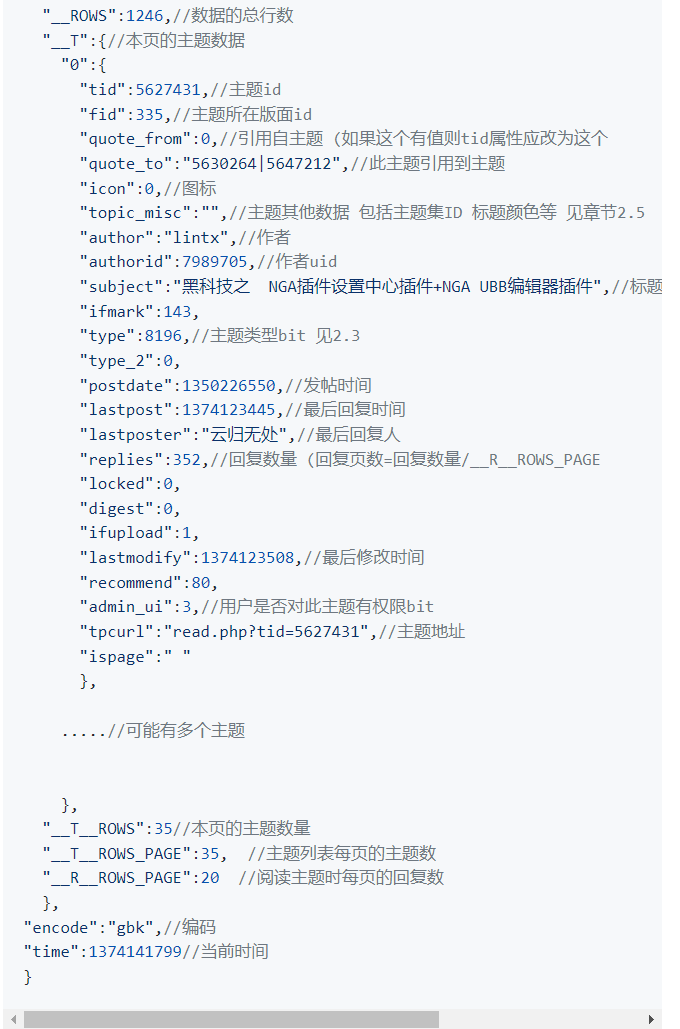 "__ROWS":1246,//数据的总行数
"__T":{//本页的主题数据
"0":{
"tid":5627431,//主题id
"fid":335,//主题所在版面id
"quote_from":0,//引用自主题 (如果这个有值则tid属性应改为这个
"quote_to":"5630264|5647212",//此主题引用到主题
"icon":0,//图标
"topic_misc":"",//主题其他数据 包括主题集ID 标题颜色等 见章节2.5
"author":"lintx",//作者
"authorid":7989705,//作者uid
"subject":"黑科技之  NGA插件设置中心插件+NGA UBB编辑器插件",//标题
"ifmark":143,
"type":8196,//主题类型bit 见2.3
"type_2":0,
"postdate":1350226550,//发帖时间
"lastpost":1374123445,//最后回复时间
"lastposter":"云归无处",//最后回复人
"replies":352,//回复数量 (回复页数=回复数量/__R__ROWS_PAGE
"locked":0,
"digest":0,
"ifupload":1,
"lastmodify":1374123508,//最后修改时间
"recommend":80,
"admin_ui":3,//用户是否对此主题有权限bit
"tpcurl":"read.php?tid=5627431",//主题地址
"ispage":" "
},
.....//可能有多个主题
},
"__T__ROWS":35//本页的主题数量
"__T__ROWS_PAGE":35,  //主题列表每页的主题数
"__R__ROWS_PAGE":20  //阅读主题时每页的回复数
},
"encode":"gbk",//编码
"time":1374141799//当前时间
}